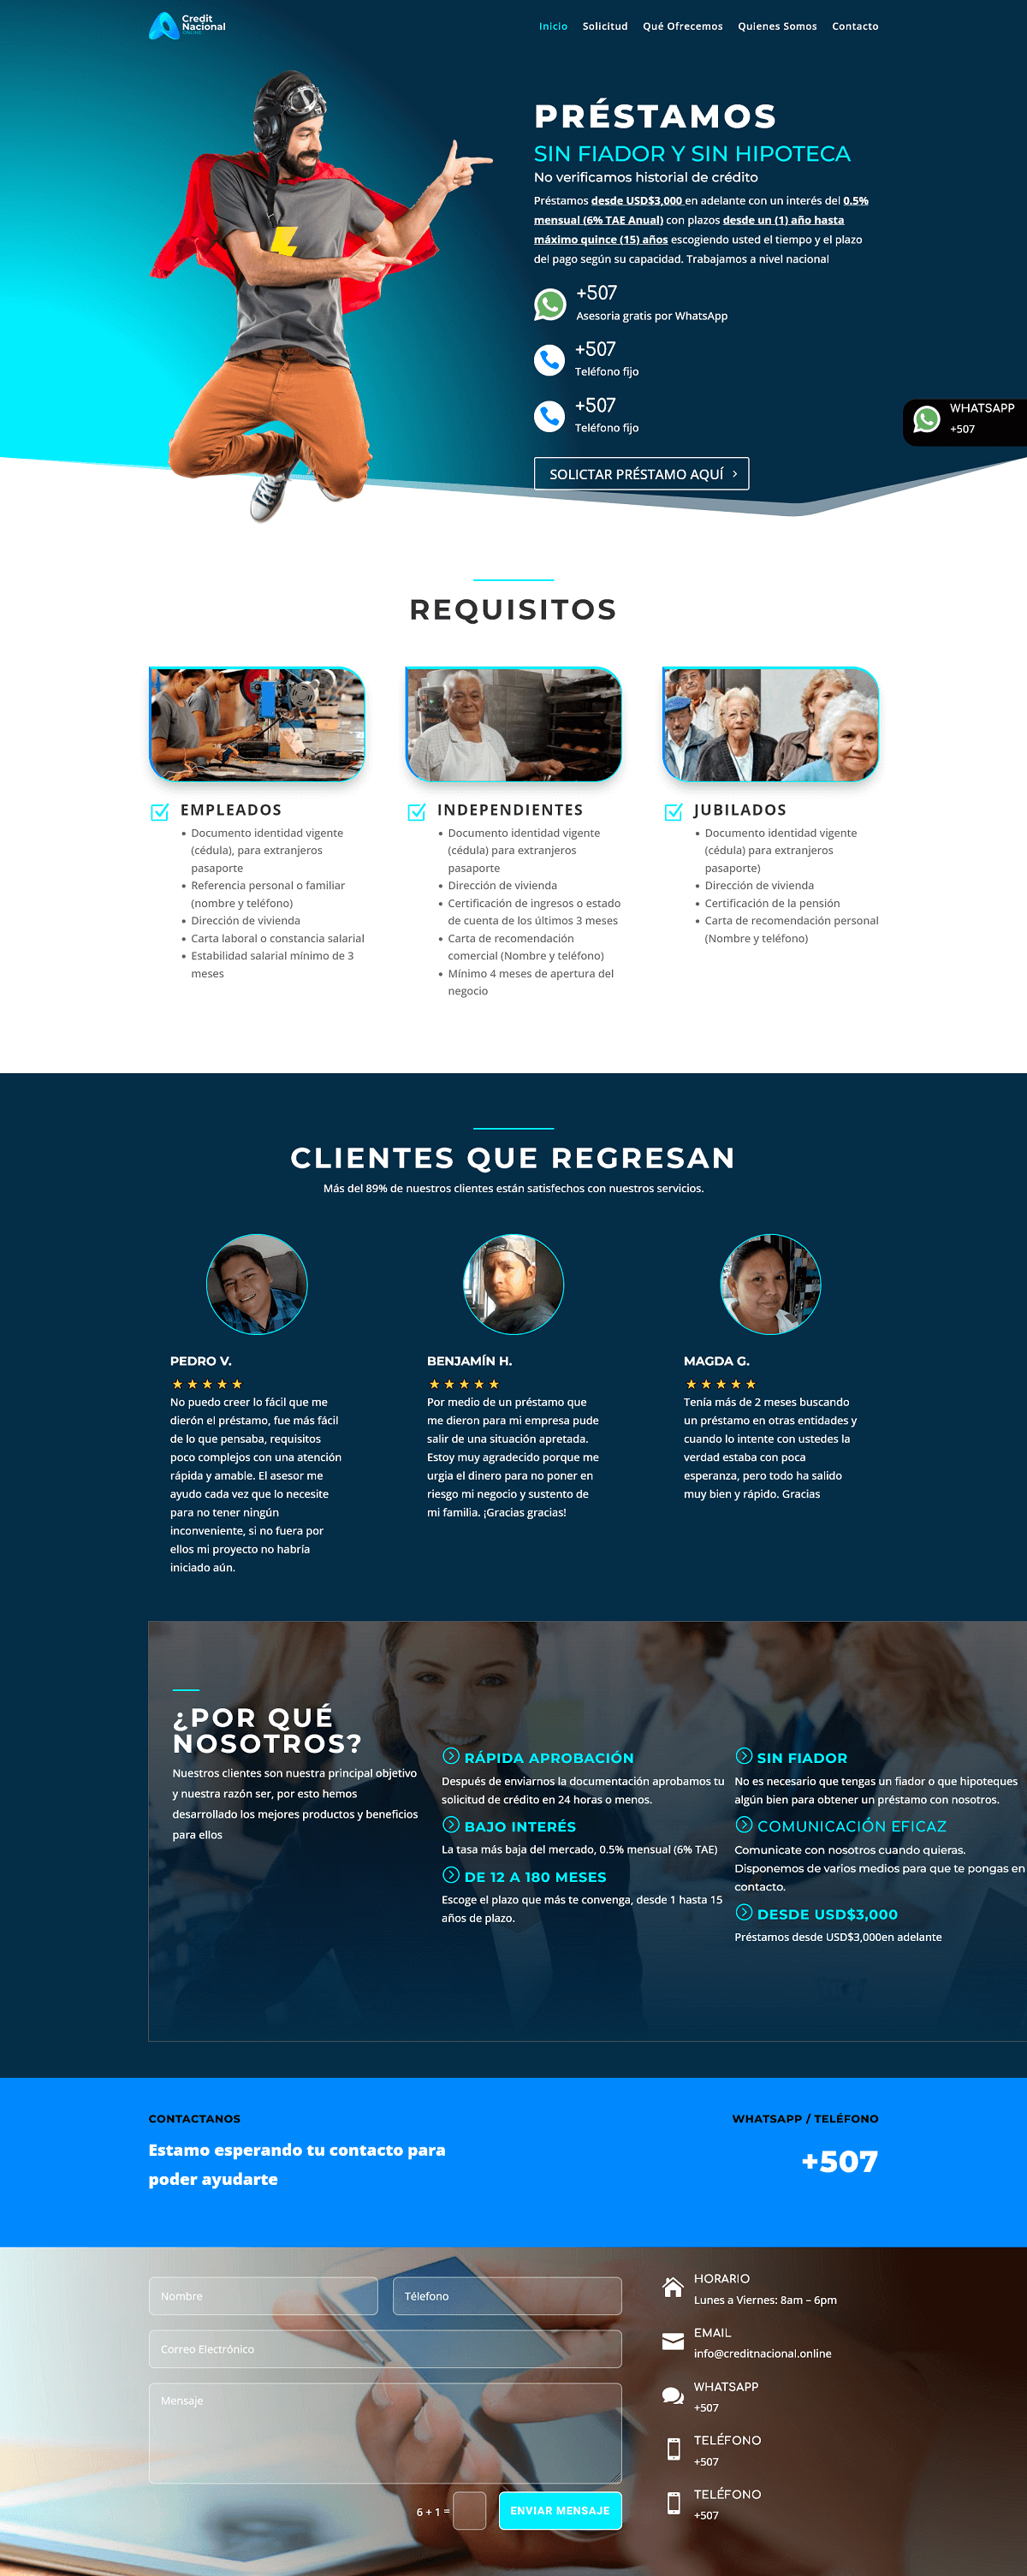 Credit
Nacional
ONLINE
Inicio
Solicitud
Qué Ofrecemos
Quienes Somos
Contacto
PRÉSTAMOS
SIN FIADOR Y SIN HIPOTECA
No verificamos historial de crédito
Préstamos desde USD$3,000 en adelante con un interés del 0.5%
mensual (6% TAE Anual) con plazos desde un (1) año hasta
máximo quince (15) años escogiendo usted el tiempo y el plazo
del pago según su capacidad. Trabajamos a nivel nacional
+507
Asesoria gratis por WhatsApp
+507
Teléfono fijo
+507
Teléfono fijo
WHATSAPP
+507
SOLICTAR PRÉSTAMO AQUÍ
REQUISITOS
EMPLEADOS
• Documento identidad vigente
(cédula), para extranjeros
pasaporte
• Referencia personal o familiar
(nombre y teléfono)
• Dirección de vivienda
• Carta laboral o constancia salarial
• Estabilidad salarial mínimo de 3
meses
INDEPENDIENTES
• Documento identidad vigente
(cédula) para extranjeros
pasaporte
• Dirección de vivienda
• Certificación de ingresos o estado
de cuenta de los últimos 3 meses
• Carta de recomendación
comercial (Nombre y teléfono)
• Mínimo 4 meses de apertura del
negocio
JUBILADOS
• Documento identidad vigente
(cédula) para extranjeros
pasaporte)
• Dirección de vivienda
• Certificación de la pensión
• Carta de recomendación personal
(Nombre y teléfono)
CLIENTES QUE REGRESAN
Más del 89% de nuestros clientes están satisfechos con nuestros servicios.
PEDRO V.
★★★★★
No puedo creer lo fácil que me
dierón el préstamo, fue más fácil
de lo que pensaba, requisitos
poco complejos con una atención
rápida y amable. El asesor me
ayudo cada vez que lo necesite
para no tener ningún
inconveniente, si no fuera por
ellos mi proyecto no habría
iniciado aún.
BENJAMÍN H.
★★★★★
Por medio de un préstamo que
me dieron para mi empresa pude
salir de una situación apretada.
Estoy muy agradecido porque me
urgia el dinero para no poner en
riesgo mi negocio y sustento de
mi familia. ¡Gracias gracias!
MAGDA G.
★★★★★
Tenía más de 2 meses buscando
un préstamo en otras entidades y
cuando lo intente con ustedes la
verdad estaba con poca
esperanza, pero todo ha salido
muy bien y rápido. Gracias
¿POR QUÉ
NOSOTROS?
Nuestros clientes son nuestra principal objetivo
y nuestra razón ser, por esto hemos
desarrollado los mejores productos y beneficios
para ellos
RÁPIDA APROBACIÓN
Después de enviarnos la documentación aprobamos tu
solicitud de crédito en 24 horas o menos.
BAJO INTERÉS
La tasa más baja del mercado, 0.5% mensual (6% TAE)
DE 12 A 180 MESES
Escoge el plazo que más te convenga, desde 1 hasta 15
años de plazo.
SIN FIADOR
No es necesario que tengas un fiador o que hipoteques
algún bien para obtener un préstamo con nosotros.
COMUNICACIÓN EFICAZ
Comunicate con nosotros cuando quieras.
Disponemos de varios medios para que te pongas en
contacto.
DESDE USD$3,000
Préstamos desde USD$3,000en adelante
CONTACTANOS
Estamo esperando tu contacto para
poder ayudarte
WHATSAPP / TELÉFONO
+507
Nombre
Télefono
Correo Electrónico
Mensaje
6 + 1 =
ENVIAR MENSAJE
HORARIO
Lunes a Viernes: 8am – 6pm
EMAIL
info@creditnacional.online
WHATSAPP
+507
TELÉFONO
+507
TELÉFONO
+507